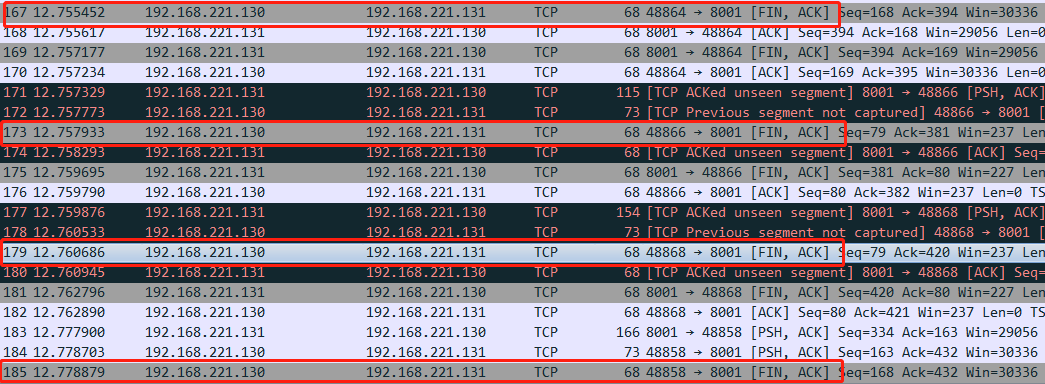 167 12.755452 192.168.221.130 192.168.221.131 TCP 68 48864 → 8001 [FIN, ACK] Seq=168 Ack=394 Win=30336
168 12.755617 192.168.221.131 192.168.221.130 TCP 68 8001 → 48864 [ACK] Seq=394 Ack=168 Win=29056 Len=0
169 12.757177 192.168.221.131 192.168.221.130 TCP 68 8001 → 48864 [FIN, ACK] Seq=394 Ack=169 Win=29056
170 12.757234 192.168.221.130 192.168.221.131 TCP 68 48864 → 8001 [ACK] Seq=169 Ack=395 Win=30336 Len=0
171 12.757329 192.168.221.131 192.168.221.130 TCP 115 [TCP ACKed unseen segment] 8001 → 48866 [PSH, ACK]
172 12.757773 192.168.221.130 192.168.221.131 TCP 73 [TCP Previous segment not captured] 48866 → 8001
173 12.757933 192.168.221.130 192.168.221.131 TCP 68 48866 → 8001 [FIN, ACK] Seq=79 Ack=381 Win=237 Len
174 12.758293 192.168.221.131 192.168.221.130 TCP 68 [TCP ACKed unseen segment] 8001 → 48866 [ACK] Seq=
175 12.759695 192.168.221.131 192.168.221.130 TCP 68 8001 → 48866 [FIN, ACK] Seq=381 Ack=80 Win=227 Len
176 12.759790 192.168.221.130 192.168.221.131 TCP 68 48866 → 8001 [ACK] Seq=80 Ack=382 Win=237 Len=0 TS
177 12.759876 192.168.221.131 192.168.221.130 TCP 154 [TCP ACKed unseen segment] 8001 → 48868 [PSH, ACK]
178 12.760533 192.168.221.130 192.168.221.131 TCP 73 [TCP Previous segment not captured] 48868 → 8001
179 12.760686 192.168.221.130 192.168.221.131 TCP 68 48868 → 8001 [FIN, ACK] Seq=79 Ack=420 Win=237 Len
180 12.760945 192.168.221.131 192.168.221.130 TCP 68 [TCP ACKed unseen segment] 8001 → 48868 [ACK] Seq=
181 12.762796 192.168.221.131 192.168.221.130 TCP 68 8001 → 48868 [FIN, ACK] Seq=420 Ack=80 Win=227 Len
182 12.762890 192.168.221.130 192.168.221.131 TCP 68 48868 → 8001 [ACK] Seq=80 Ack=421 Win=237 Len=0 TS
183 12.777900 192.168.221.131 192.168.221.130 TCP 166 8001 → 48858 [PSH, ACK] Seq=334 Ack=163 Win=29056
184 12.778703 192.168.221.130 192.168.221.131 TCP 73 48858 → 8001 [PSH, ACK] Seq=163 Ack=432 Win=30336
185 12.778879 192.168.221.130 192.168.221.131 TCP 68 48858 → 8001 [FIN, ACK] Seq=168 Ack=432 Win=30336